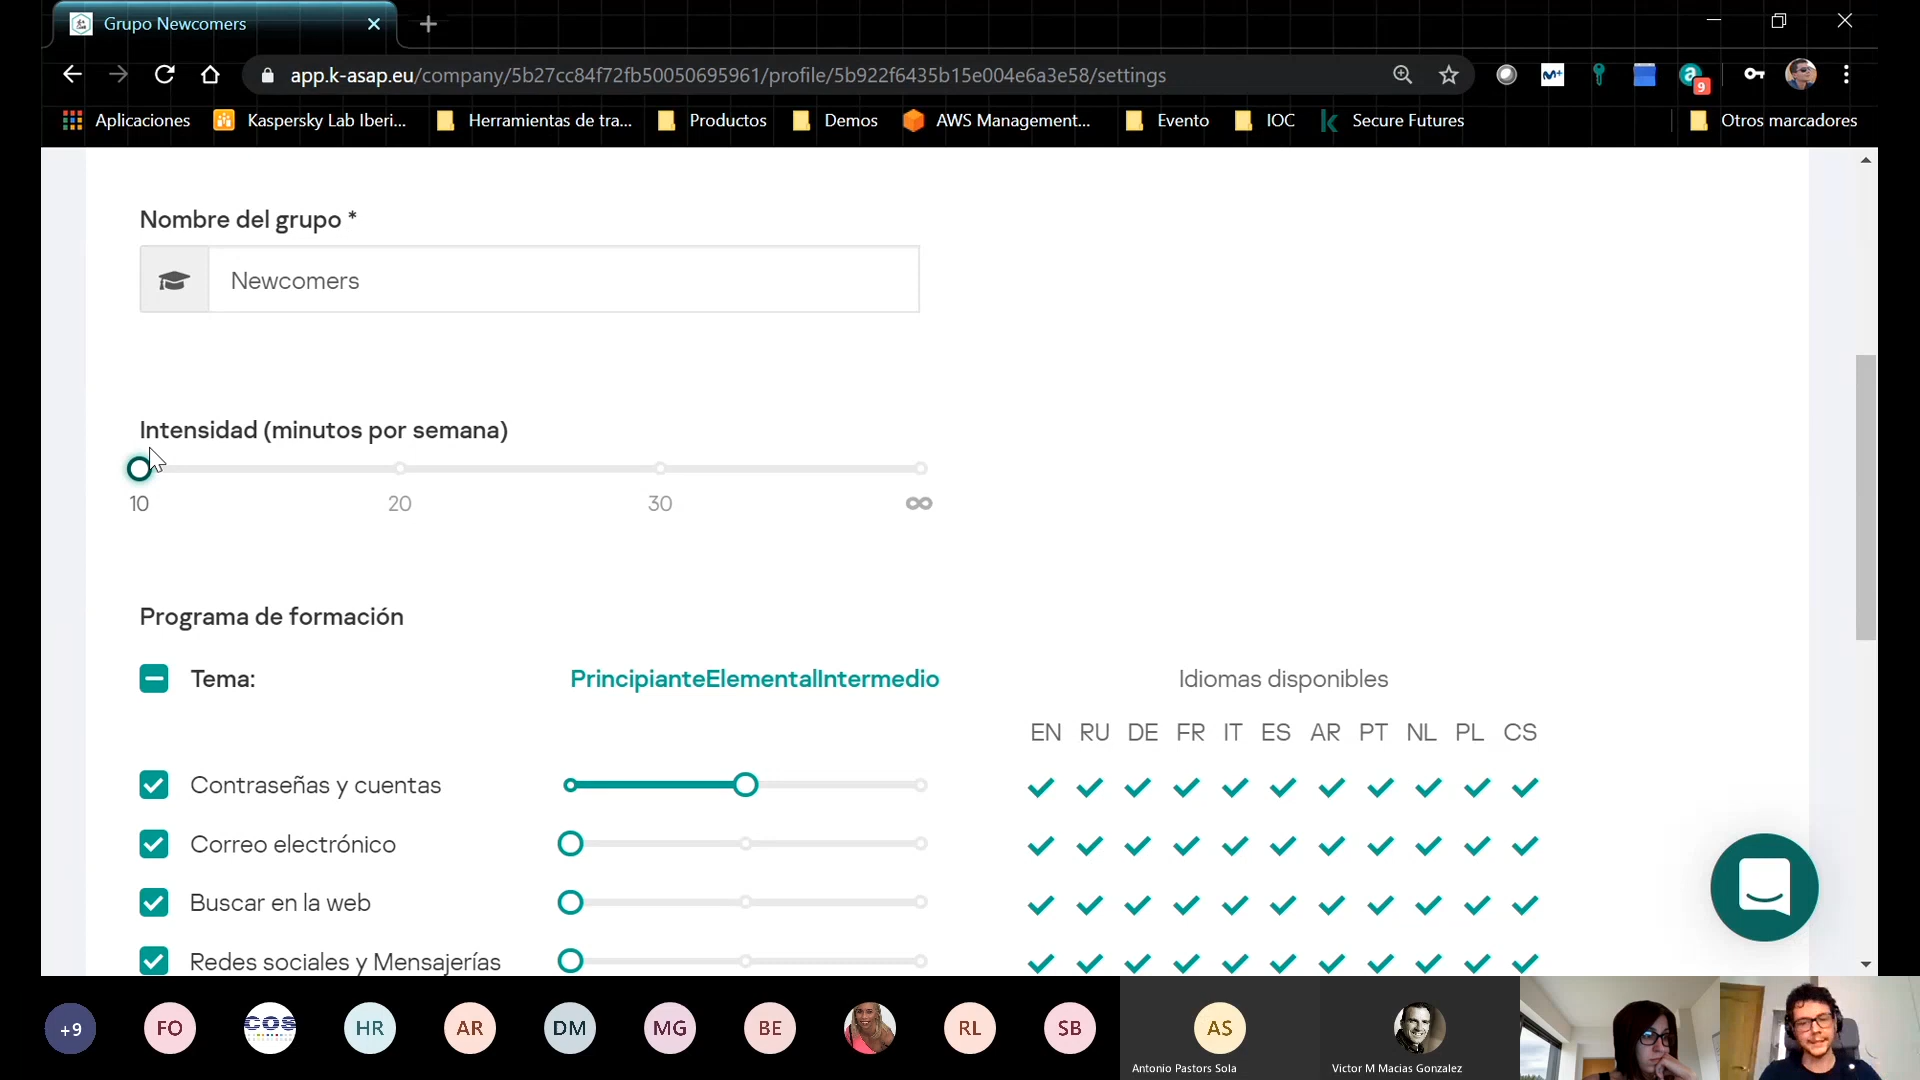 Grupo Newcomers
app.k-asap.eu/company/5b27cc84f72fb50050695961/profile/5b922f6435b15e004e6a3e58/settings
9
Aplicaciones Kaspersky Lab Iberi... Herramientas de tra... Productos Demos AWS Management... Evento IOC Secure Futures Otros marcadores
Nombre del grupo *
Newcomers
Intensidad (minutos por semana)
10 20 30 ∞
Programa de formación
Tema: PrincipianteElementalIntermedio Idiomas disponibles
EN RU DE FR IT ES AR PT NL PL CS
Contraseñas y cuentas
Correo electrónico
Buscar en la web
Redes sociales y Mensajerías
+9 FO cos HR AR DM MG BE RL SB AS
Antonio Pastors Sola Victor M Macias Gonzalez